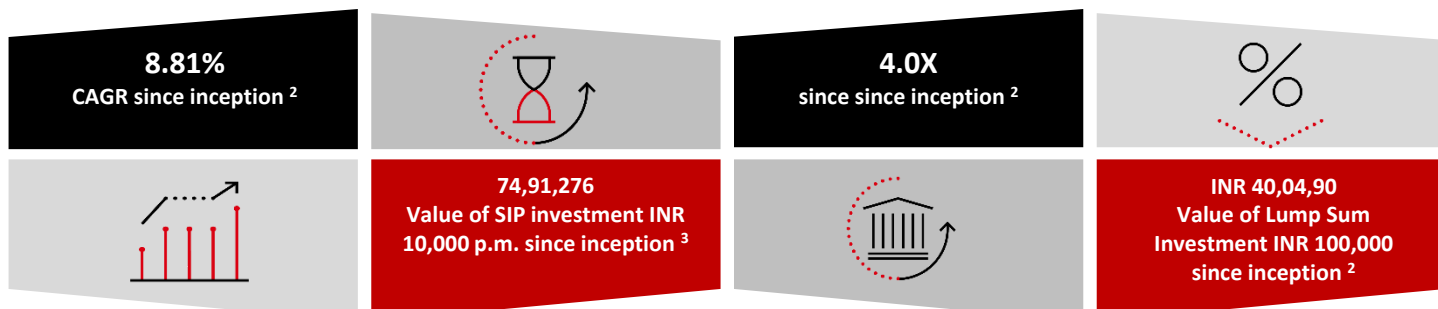 8.81%
CAGR since inception ²
4.0X
since since inception ²
74,91,276
Value of SIP investment INR
10,000 p.m. since inception ³
INR 40,04,90
Value of Lump Sum
Investment INR 100,000
since inception ²